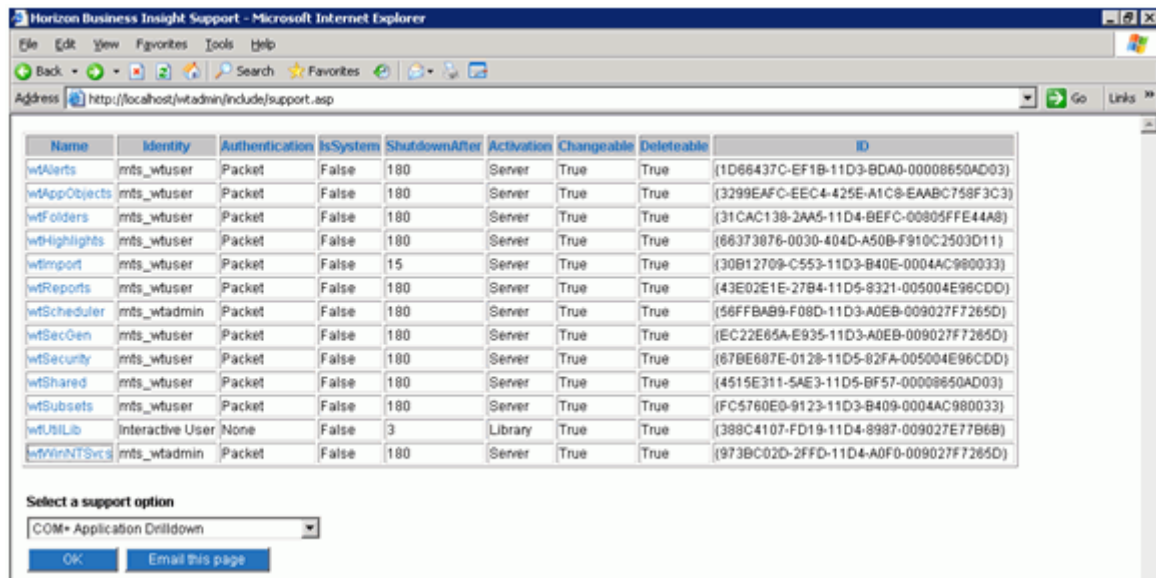 Horizon Business Insight Support - Microsoft Internet Explorer
File Edit View Favorites Tools Help
Back Search Favorites
Address http://localhost/wtadmin/include/support.asp Go Links »
Name Identity Authentication IsSystem ShutdownAfter Activation Changeable Deleteable ID
wtAlerts mts_wtuser Packet False 180 Server True True {1D66437C-EF1B-11D3-BDA0-00008650AD03}
wtAppObjects mts_wtuser Packet False 180 Server True True {3299EAFC-EEC4-425E-A1C8-EAABC758F3C3}
wtFolders mts_wtuser Packet False 180 Server True True {31CAC138-2AA5-11D4-BEFC-00805FFE44A8}
wtHighlights mts_wtuser Packet False 180 Server True True {66373876-0030-404D-A50B-F910C2503D11}
wtImport mts_wtuser Packet False 15 Server True True {30B12709-C553-11D3-B40E-0004AC980033}
wtReports mts_wtuser Packet False 180 Server True True {43E02E1E-27B4-11D5-8321-005004E96CDD}
wtScheduler mts_wtadmin Packet False 180 Server True True {56FFBAB9-F08D-11D3-A0EB-009027F7265D}
wtSecGen mts_wtuser Packet False 180 Server True True {EC22E65A-E935-11D3-A0EB-009027F7265D}
wtSecurity mts_wtuser Packet False 180 Server True True {67BE687E-0128-11D5-82FA-005004E96CDD}
wtShared mts_wtuser Packet False 180 Server True True {4515E311-5AE3-11D5-BF57-00008650AD03}
wtSubsets mts_wtuser Packet False 180 Server True True {FC5760E0-9123-11D3-B409-0004AC980033}
wtUtilLib Interactive User None False 3 Library True True {388C4107-FD19-11D4-8987-009027E77B6B}
wtWinNTSvcs mts_wtadmin Packet False 180 Server True True {973BC02D-2FFD-11D4-A0F0-009027F7265D}
Select a support option
COM+ Application Drilldown
OK Email this page